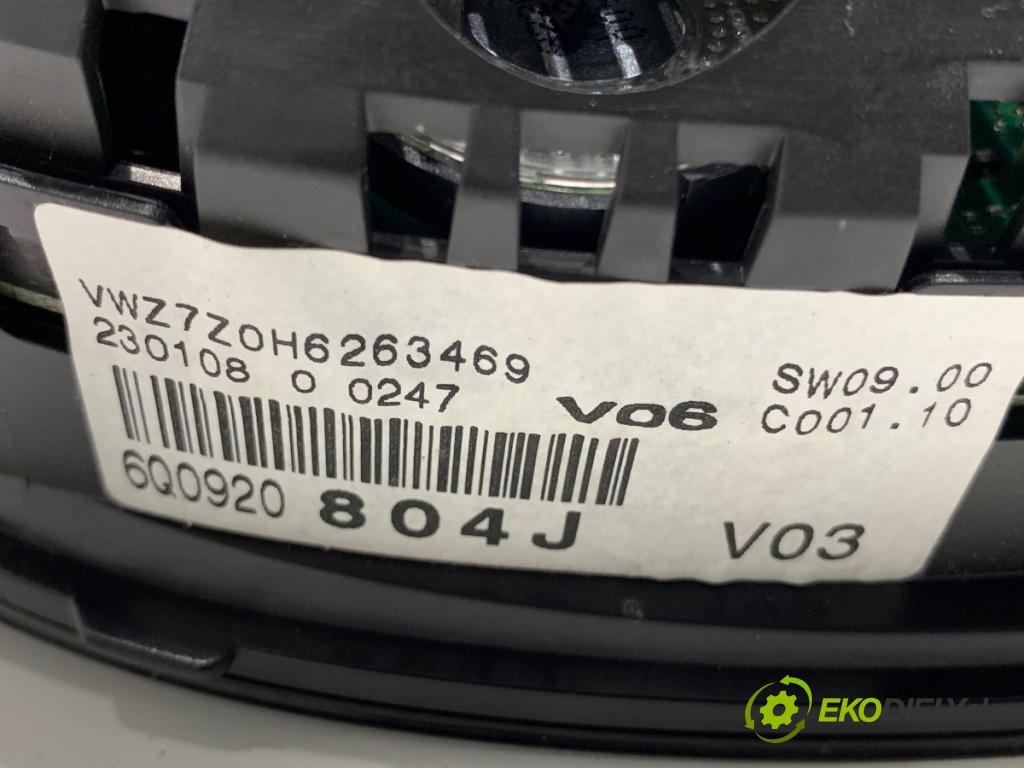 VWZ7Z0H6263469
230108 0 0247
V06
SW09.00
C001.10
6Q0920 804J
V03
EKODIELY